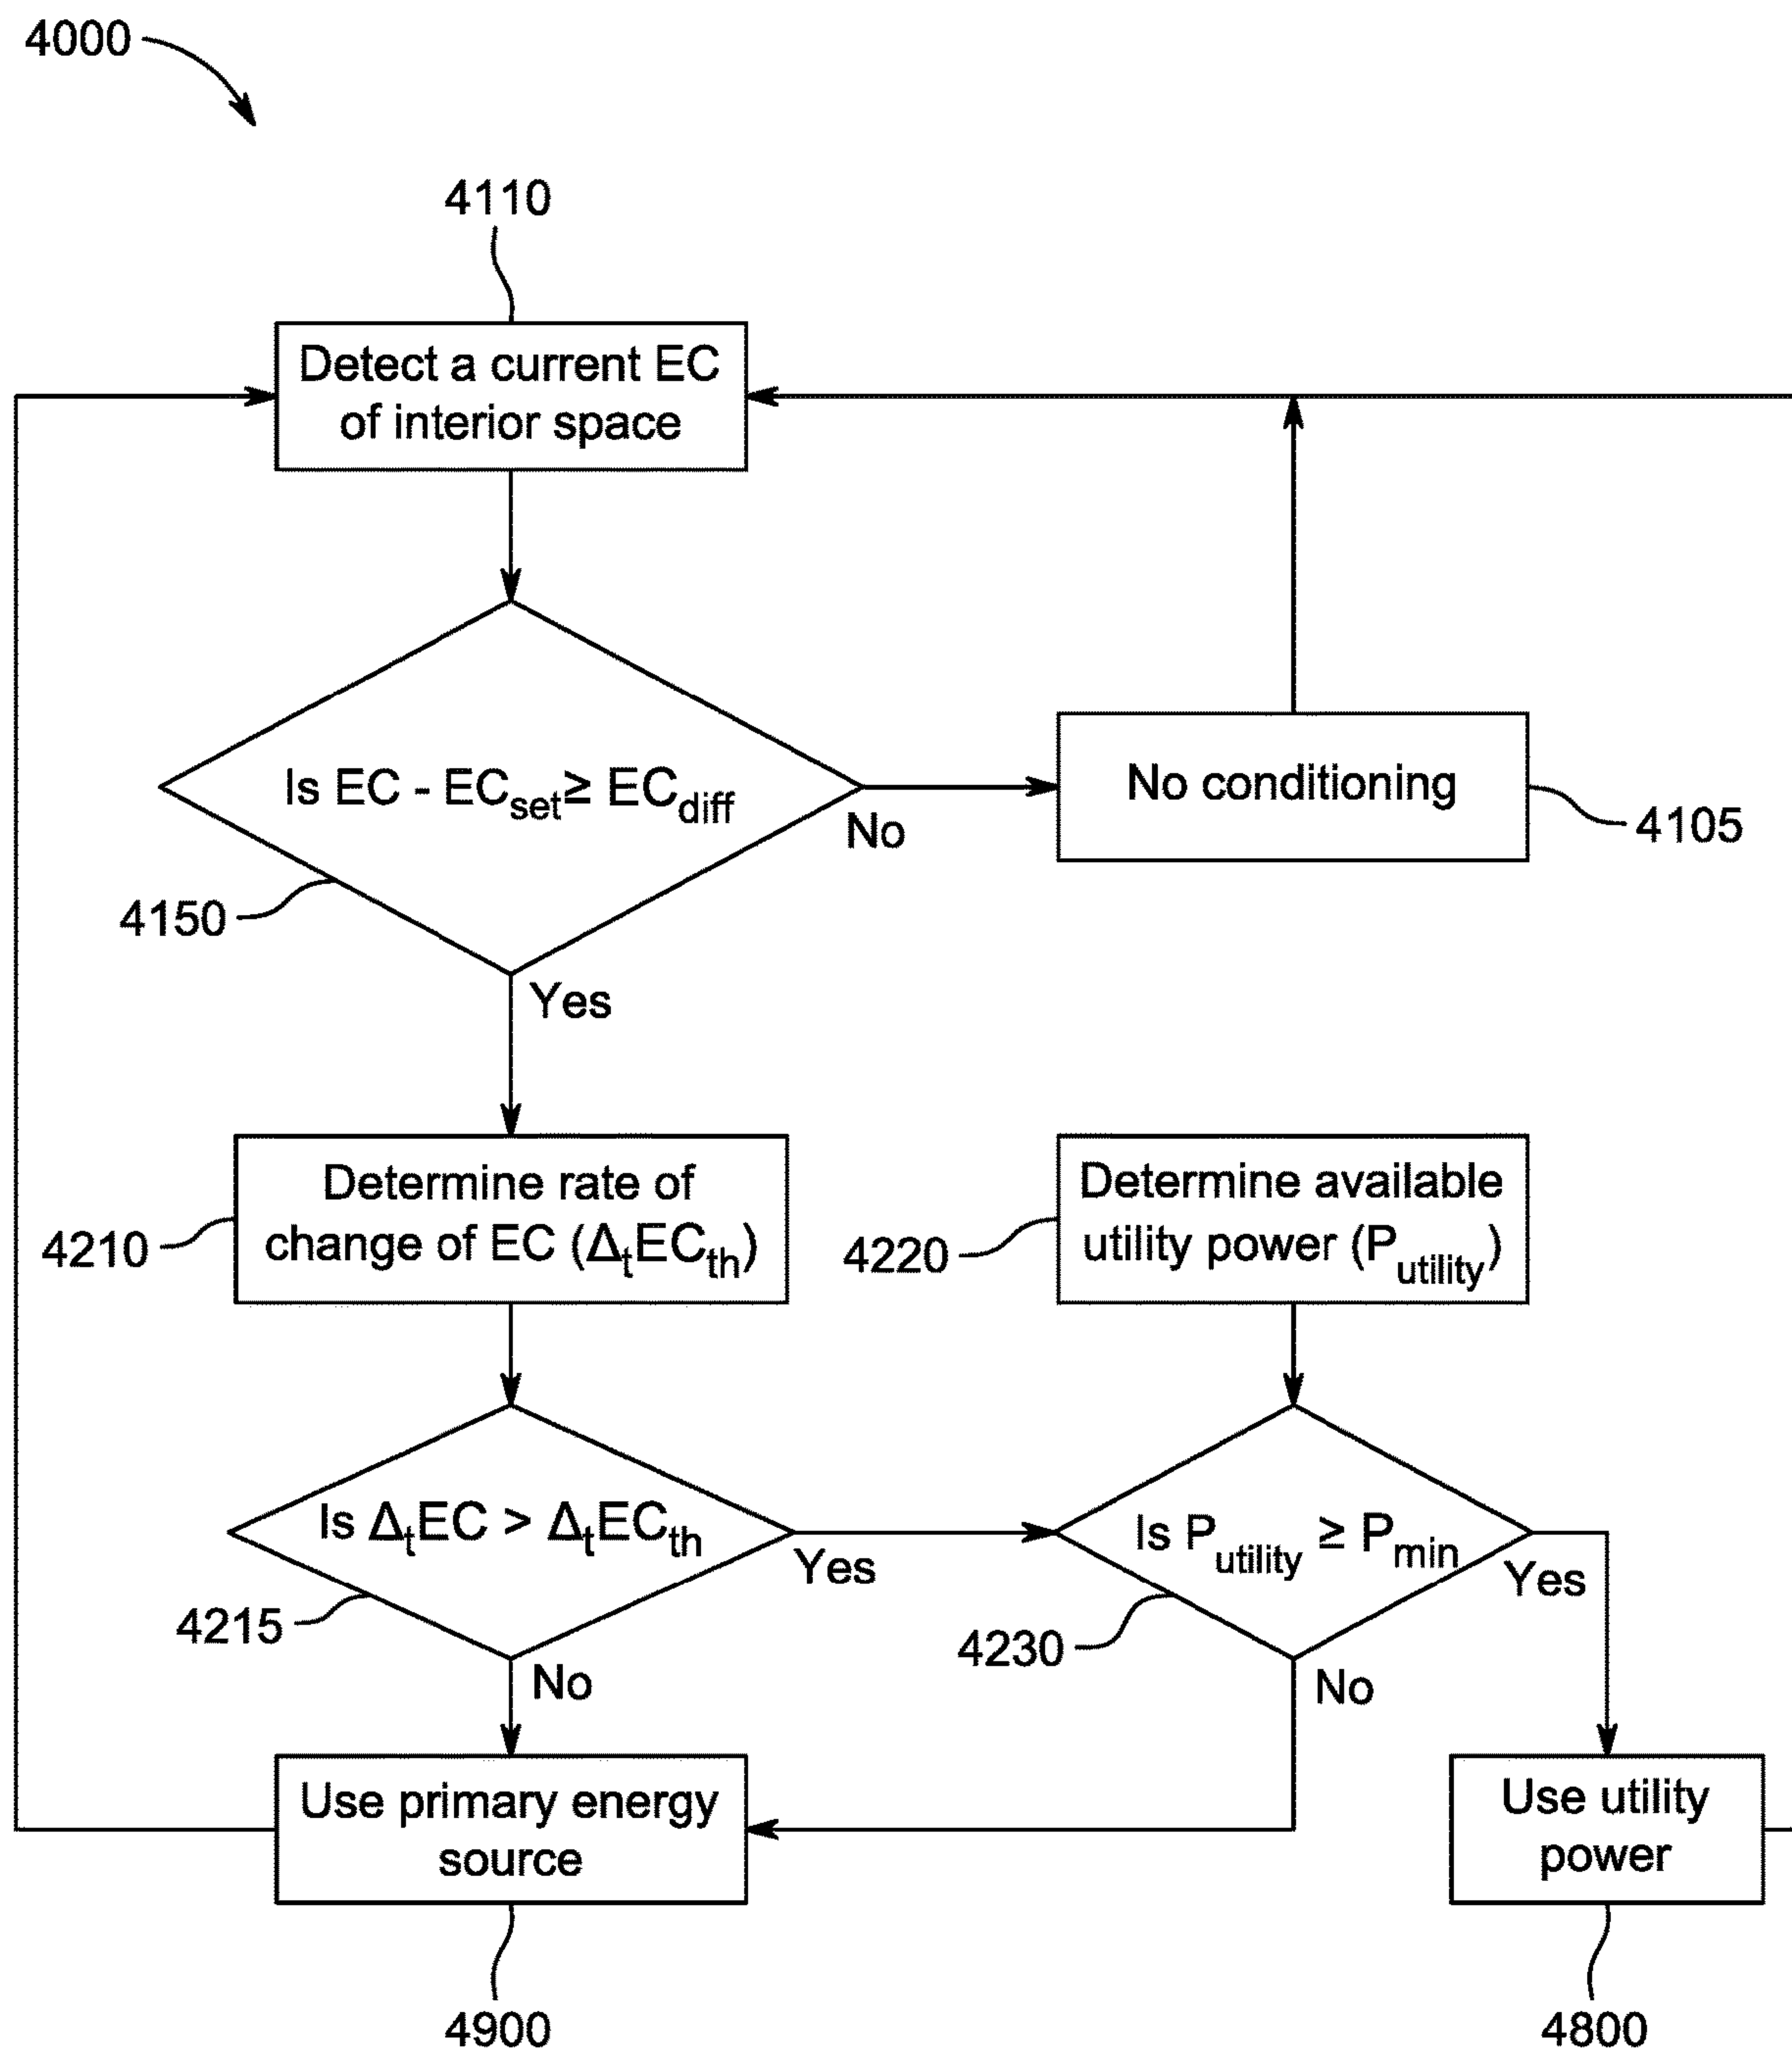 4000
4110
Detect a current EC
of interior space
Is EC - ECset≥ ECdiff
No
No conditioning
4105
4150
Yes
Determine rate of
change of EC (ΔtECth)
4210
Determine available
utility power (Putility)
4220
Is ΔtEC > ΔtECth
Yes
4215
No
Is Putility ≥ Pmin
Yes
4230
No
Use primary energy
source
4900
Use utility
power
4800